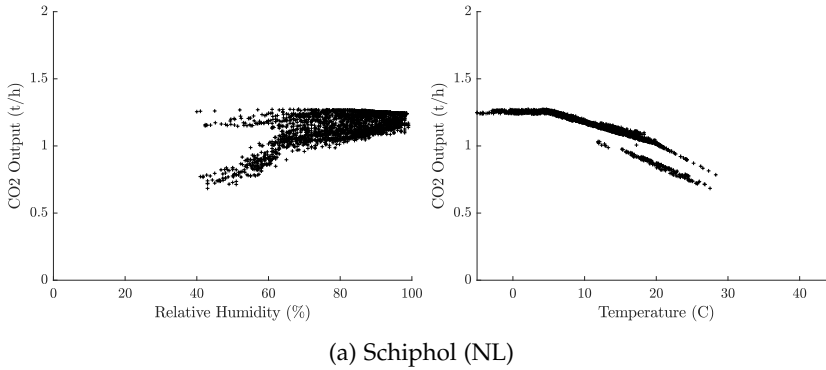 2
1.5
1
0.5
0
CO2 Output (t/h)
0 20 40 60 80 100
Relative Humidity (%)
2
1.5
1
0.5
0
CO2 Output (t/h)
0 10 20 30 40
Temperature (C)
(a) Schiphol (NL)